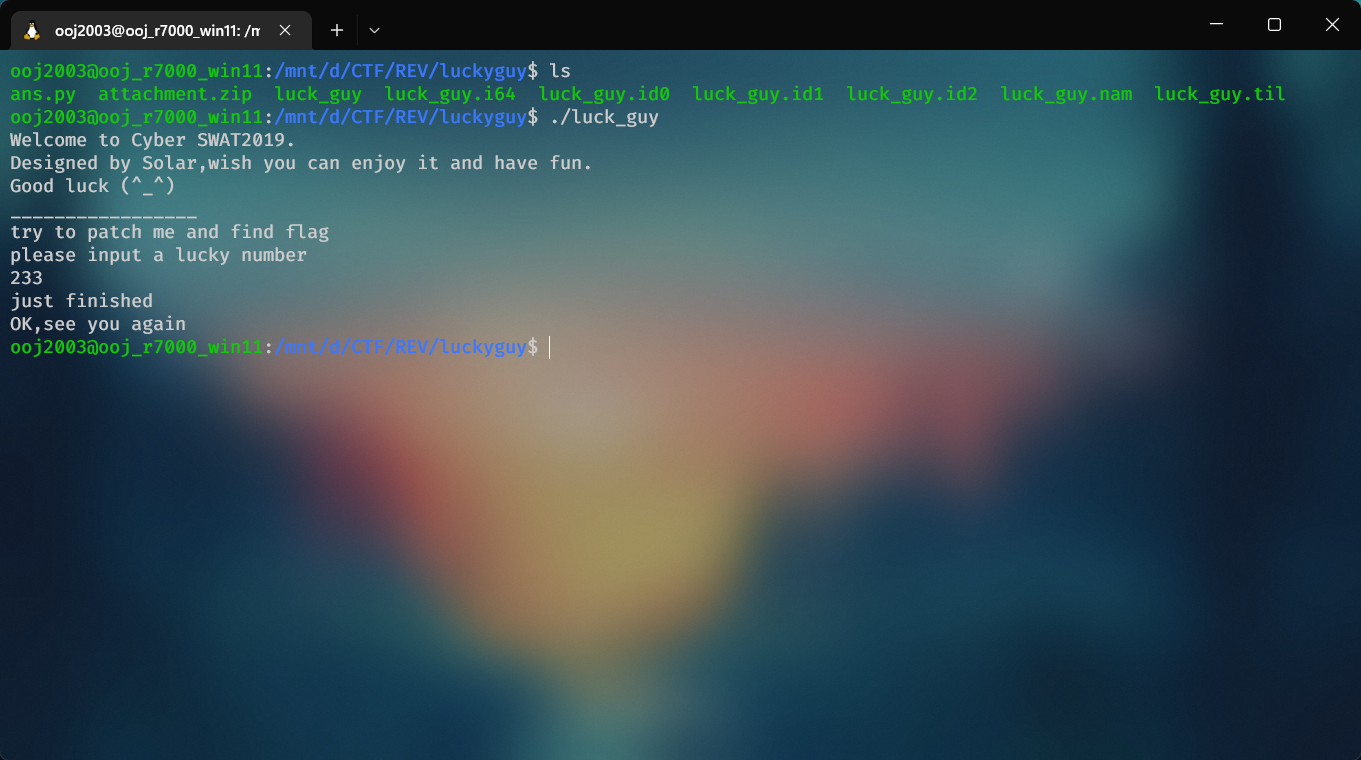 ooj2003@ooj_r7000_win11: /m
ooj2003@ooj_r7000_win11:/mnt/d/CTF/REV/luckyguy$ ls
ans.py attachment.zip luck_guy luck_guy.i64 luck_guy.id0 luck_guy.id1 luck_guy.id2 luck_guy.nam luck_guy.til
ooj2003@ooj_r7000_win11:/mnt/d/CTF/REV/luckyguy$ ./luck_guy
Welcome to Cyber SWAT2019.
Designed by Solar,wish you can enjoy it and have fun.
Good luck (^_^)
_________________
try to patch me and find flag
please input a lucky number
233
just finished
OK,see you again
ooj2003@ooj_r7000_win11:/mnt/d/CTF/REV/luckyguy$